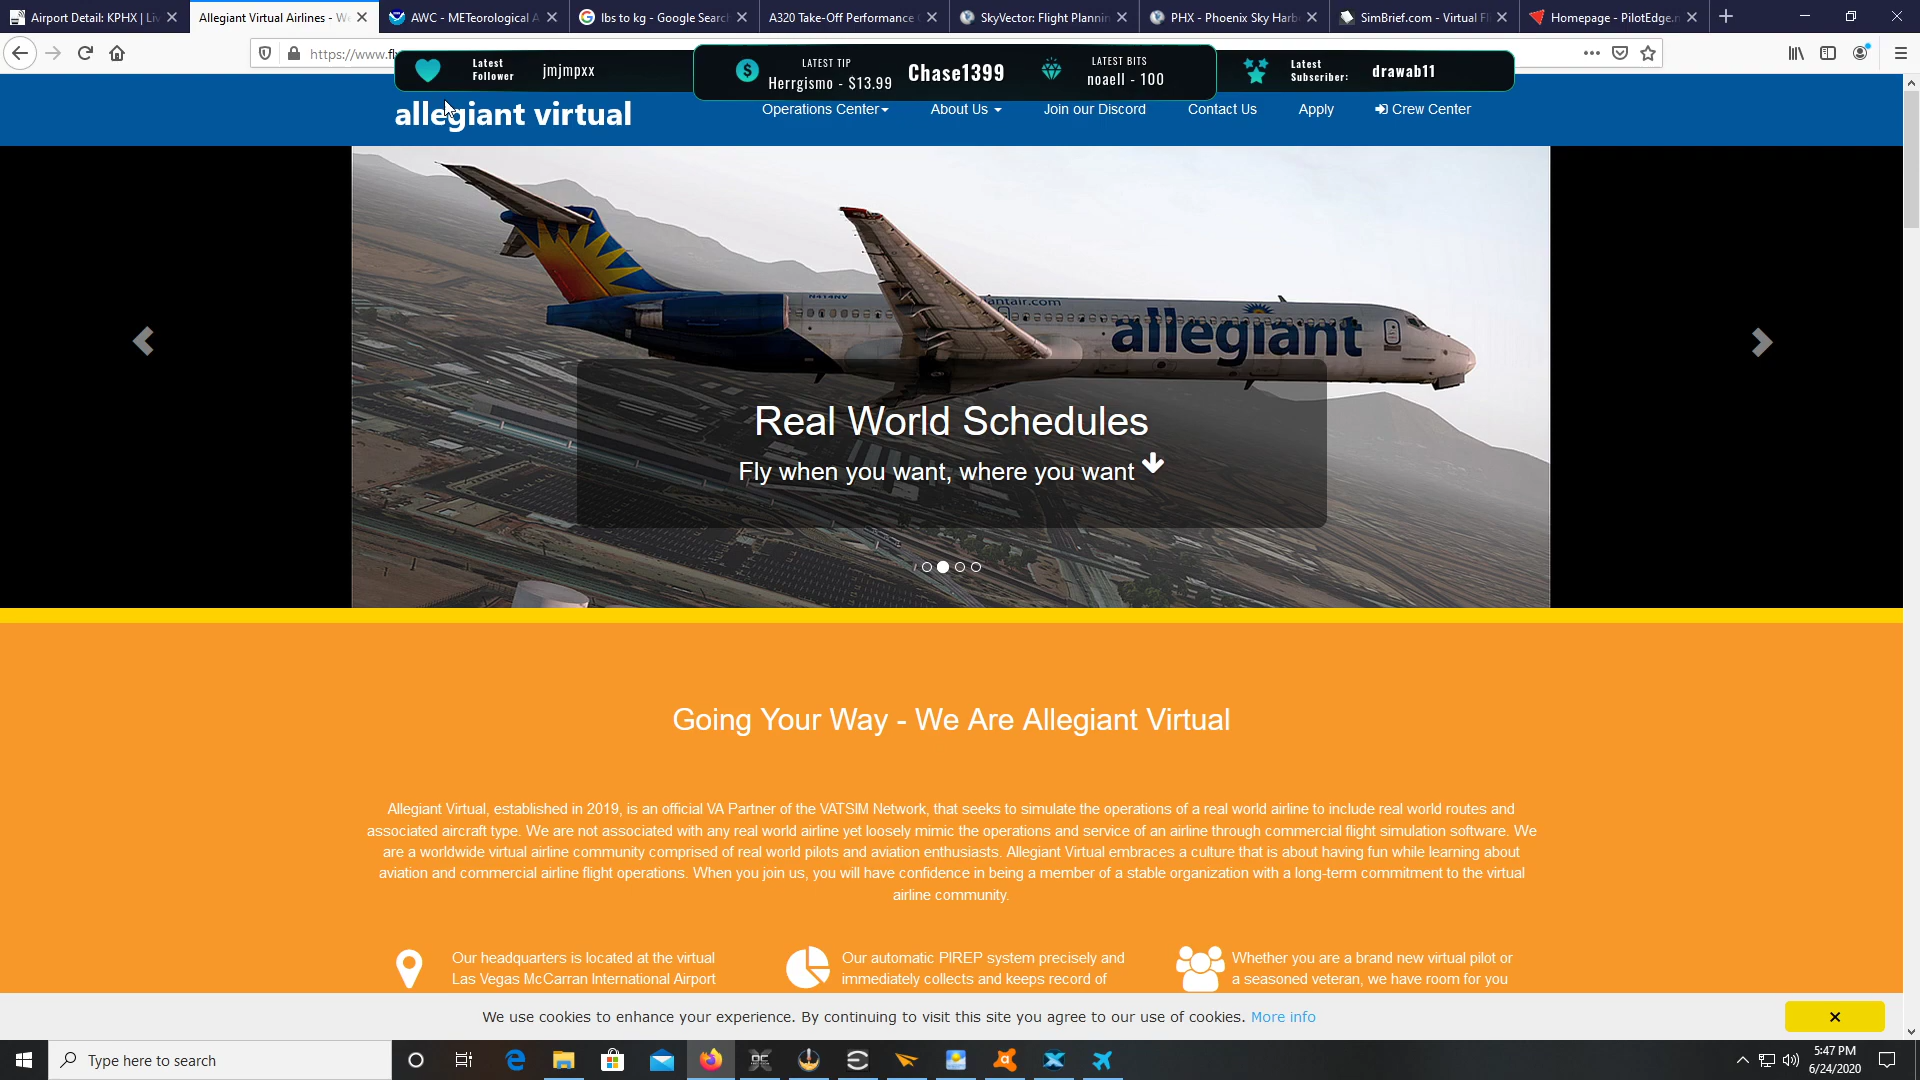 Airport Detail: KPHX | Liv
Allegiant Virtual Airlines - We
AWC - METeorological A
lbs to kg - Google Search
A320 Take-Off Performance C
SkyVector: Flight Plannin
PHX - Phoenix Sky Harb
SimBrief.com - Virtual Fl
Homepage - PilotEdge.n
https://www.fl
Latest
Follower
jmjmpxx
LATEST TIP
Herrgismo - $13.99
Chase1399
LATEST BITS
noaell - 100
Latest
Subscriber:
drawab11
allegiant virtual
Operations Center
About Us
Join our Discord
Contact Us
Apply
Crew Center
N414NV
iantair.com
allegiant
Real World Schedules
Fly when you want, where you want
Going Your Way - We Are Allegiant Virtual
Allegiant Virtual, established in 2019, is an official VA Partner of the VATSIM Network, that seeks to simulate the operations of a real world airline to include real world routes and
associated aircraft type. We are not associated with any real world airline yet loosely mimic the operations and service of an airline through commercial flight simulation software. We
are a worldwide virtual airline community comprised of real world pilots and aviation enthusiasts. Allegiant Virtual embraces a culture that is about having fun while learning about
aviation and commercial airline flight operations. When you join us, you will have confidence in being a member of a stable organization with a long-term commitment to the virtual
airline community.
Our headquarters is located at the virtual
Las Vegas McCarran International Airport
Our automatic PIREP system precisely and
immediately collects and keeps record of
Whether you are a brand new virtual pilot or
a seasoned veteran, we have room for you
We use cookies to enhance your experience. By continuing to visit this site you agree to our use of cookies. More info
Type here to search
5:47 PM
6/24/2020